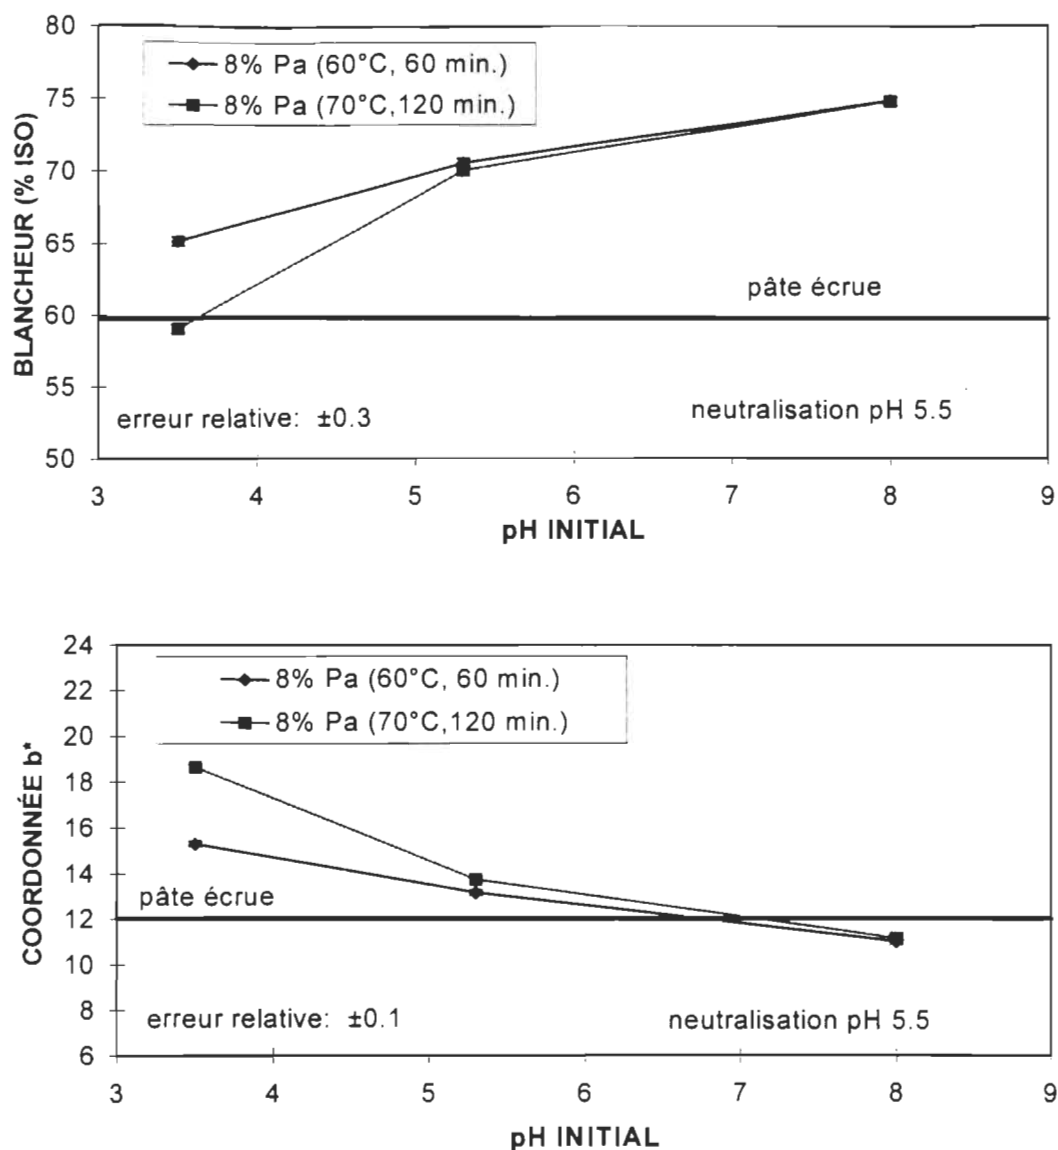 80
75
70
65
60
55
50
BLANCHEUR (% ISO)
8% Pa (60°C, 60 min.)
8% Pa (70°C,120 min.)
pâte écrue
erreur relative: ±0.3
neutralisation pH 5.5
3 4 5 6 7 8 9
pH INITIAL
24
22
20
18
16
14
12
10
8
6
COORDONNÉE b*
8% Pa (60°C, 60 min.)
8% Pa (70°C,120 min.)
pâte écrue
erreur relative: ±0.1
neutralisation pH 5.5
3 4 5 6 7 8 9
pH INITIAL